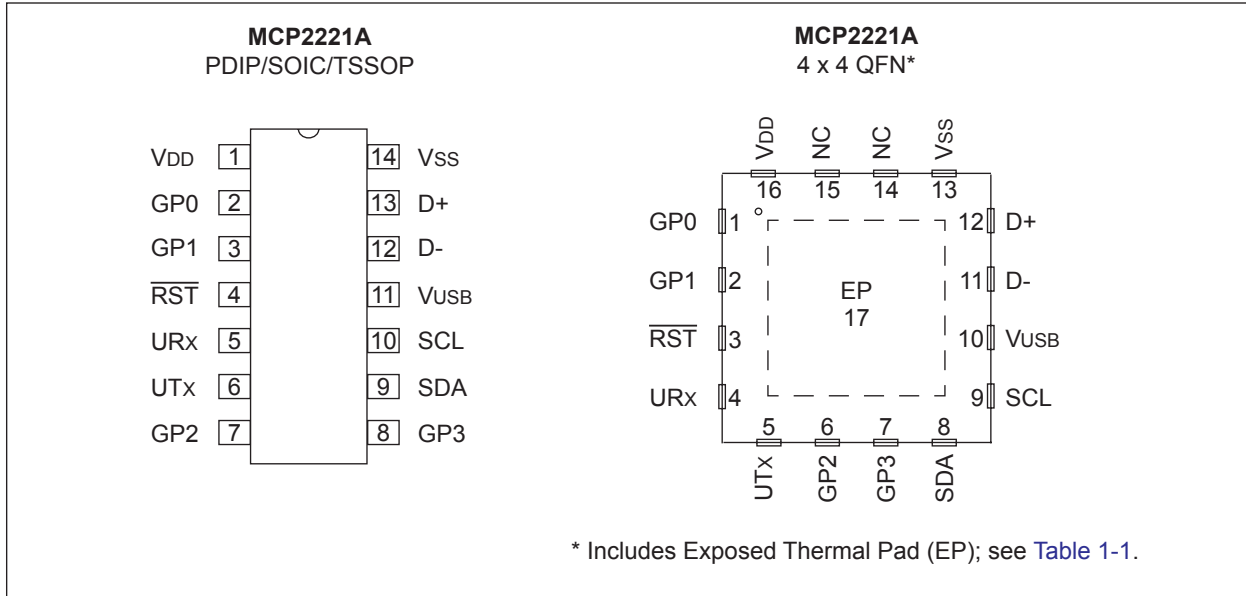 MCP2221A
PDIP/SOIC/TSSOP
VDD 1
14 VSS
GP0 2
13 D+
GP1 3
12 D-
RST 4
11 VUSB
URx 5
10 SCL
UTx 6
9 SDA
GP2 7
8 GP3
MCP2221A
4 x 4 QFN*
VDD NC NC VSS
16 15 14 13
GP0 1
12 D+
GP1 2
11 D-
EP
17
RST 3
10 VUSB
URx 4
9 SCL
5 6 7 8
UTx GP2 GP3 SDA
* Includes Exposed Thermal Pad (EP); see Table 1-1.